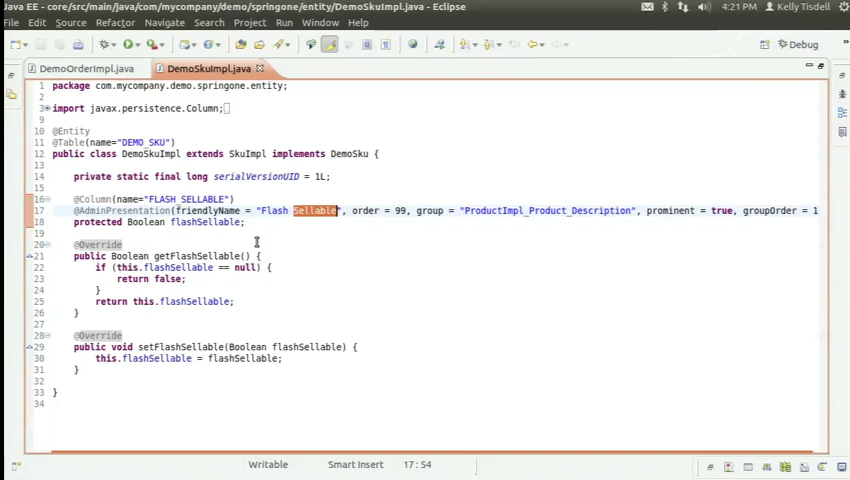 Java EE - core/src/main/java/com/mycompany/demo/springone/entity/DemoSkuImpl.java - Eclipse
4:21 PM
Kelly Tisdell
File Edit Source Refactor Navigate Search Project Run Window Help
Debug
DemoOrderImpl.java
DemoSkuImpl.java
1 package com.mycompany.demo.springone.entity;
2
3 import javax.persistence.Column;
9
10 @Entity
11 @Table(name="DEMO_SKU")
12 public class DemoSkuImpl extends SkuImpl implements DemoSku {
13
14 private static final long serialVersionUID = 1L;
15
16 @Column(name="FLASH_SELLABLE")
17 @AdminPresentation(friendlyName = "Flash Sellable", order = 99, group = "ProductImpl_Product_Description", prominent = true, groupOrder = 1
18 protected Boolean flashSellable;
19
20 @Override
21 public Boolean getFlashSellable() {
22 if (this.flashSellable == null) {
23 return false;
24 }
25 return this.flashSellable;
26 }
27
28 @Override
29 public void setFlashSellable(Boolean flashSellable) {
30 this.flashSellable = flashSellable;
31 }
32
33 }
34
Writable
Smart Insert
17:54